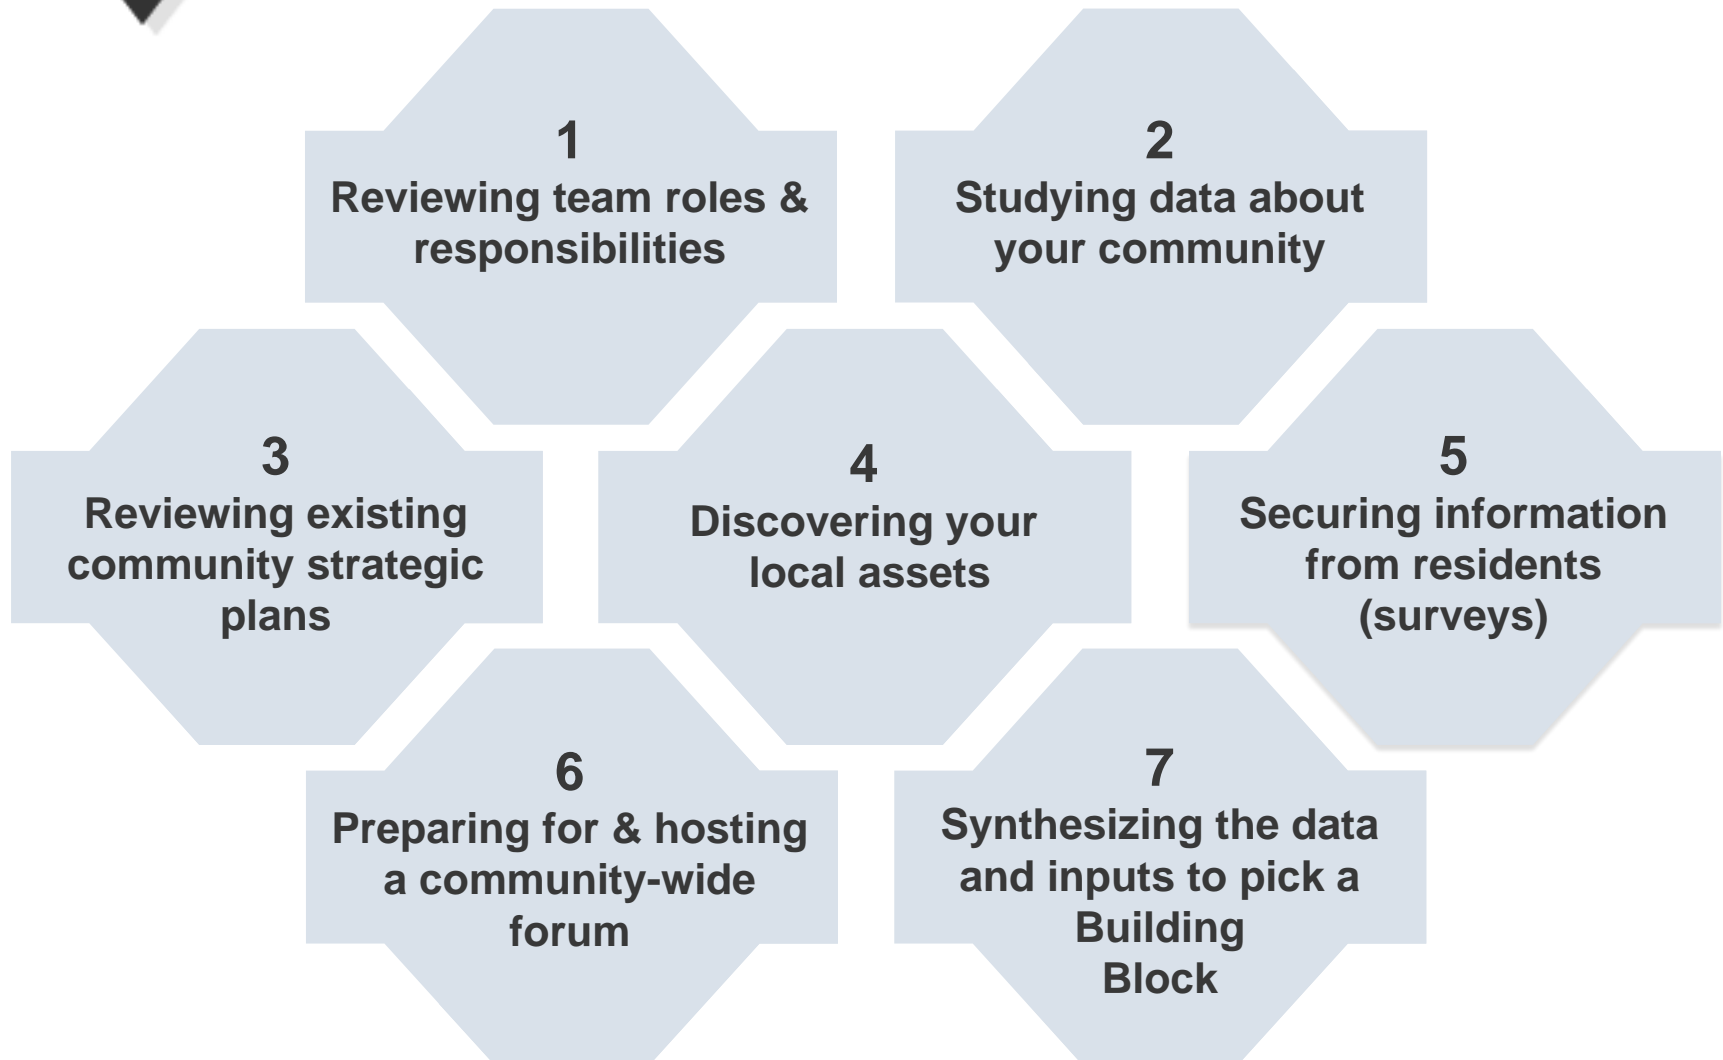 1
Reviewing team roles &
responsibilities
2
Studying data about
your community
3
Reviewing existing
community strategic
plans
4
Discovering your
local assets
5
Securing information
from residents
(surveys)
6
Preparing for & hosting
a community-wide
forum
7
Synthesizing the data
and inputs to pick a
Building
Block